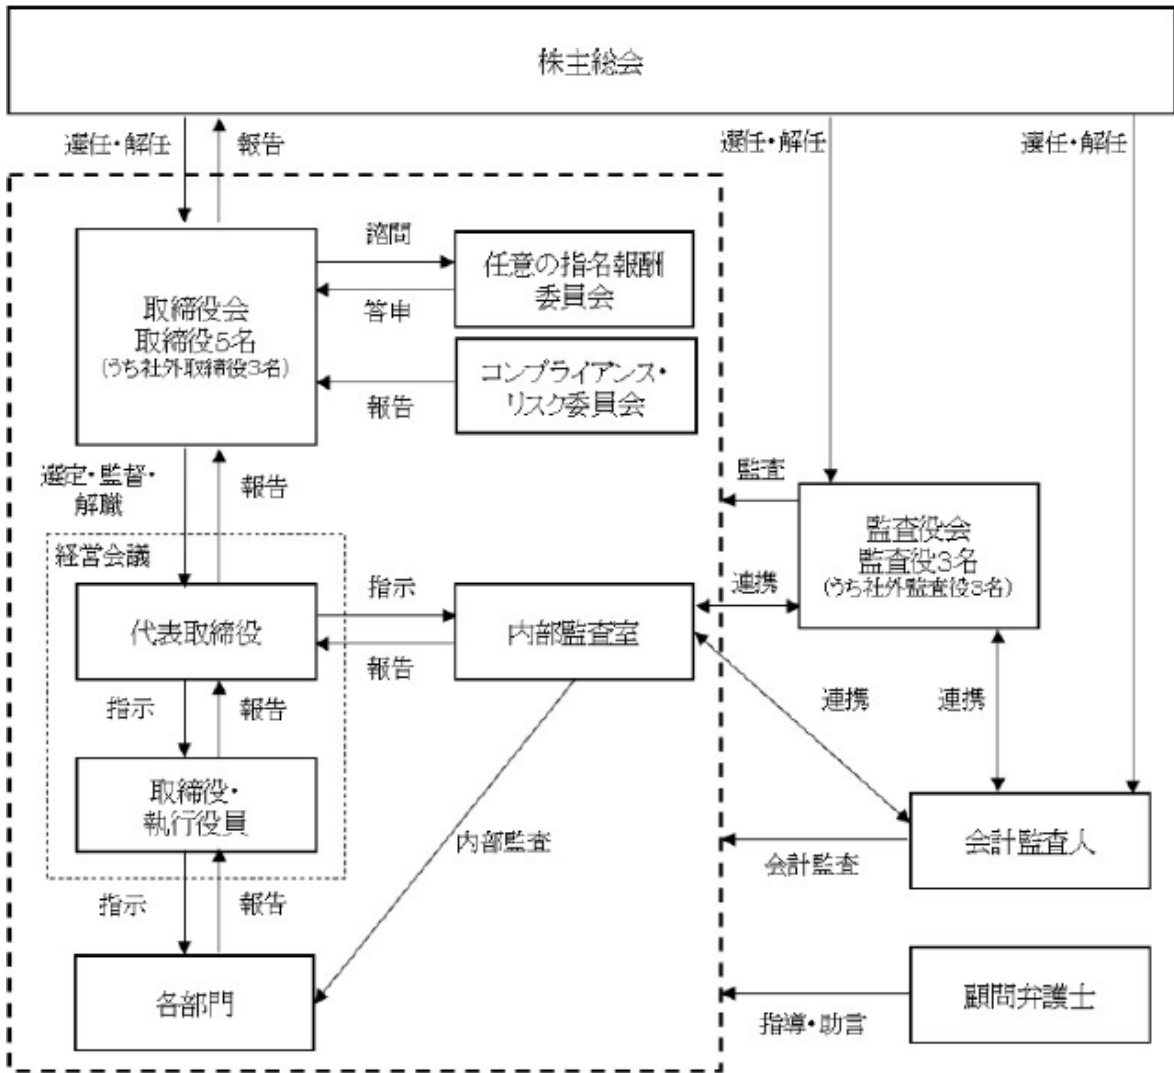 株主総会
選任・解任
報告
選任・解任
選任・解任
取締役会
取締役5名
(うち社外取締役3名)
諮問
答申
任意の指名報酬
委員会
報告
コンプライアンス・
リスク委員会
選定・監督・
解職
報告
監査
監査役会
監査役3名
(うち社外監査役3名)
経営会議
代表取締役
指示
報告
内部監査室
連携
指示
報告
連携
連携
取締役・
執行役員
内部監査
会計監査
会計監査人
指示
報告
各部門
指導・助言
顧問弁護士